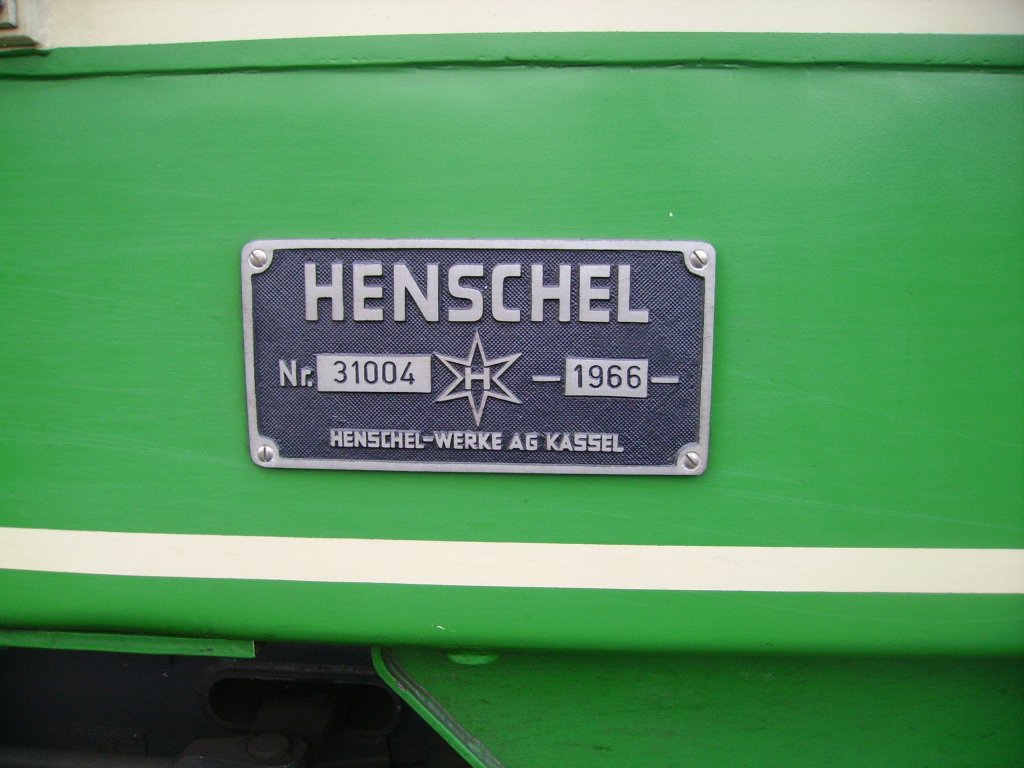 HENSCHEL
Nr. 31004 H —1966—
HENSCHEL-WERKE AG KASSEL